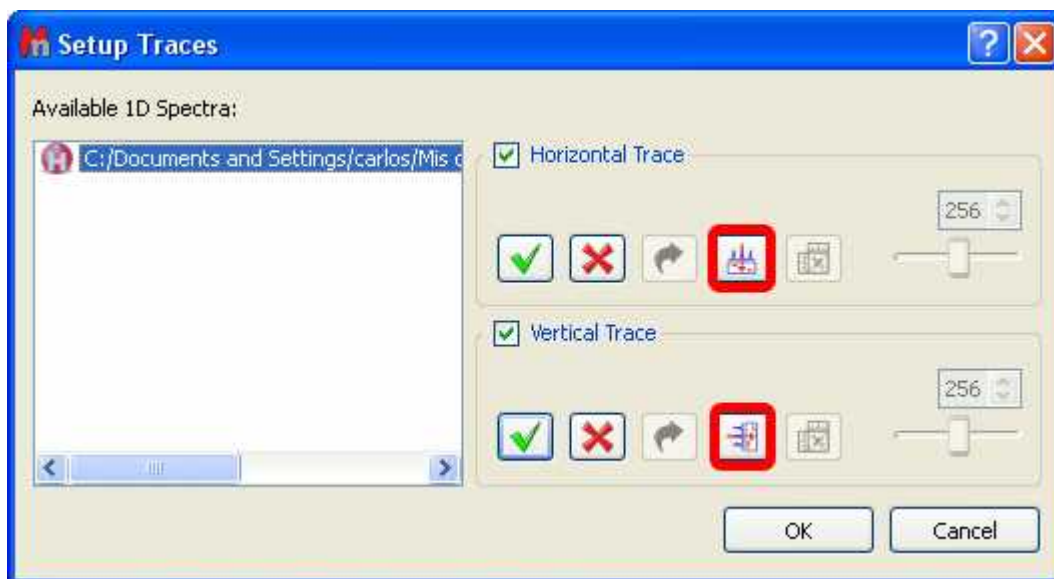 Setup Traces
Available 1D Spectra:
C:/Documents and Settings/carlos/Mis
Horizontal Trace
256
Vertical Trace
256
OK
Cancel